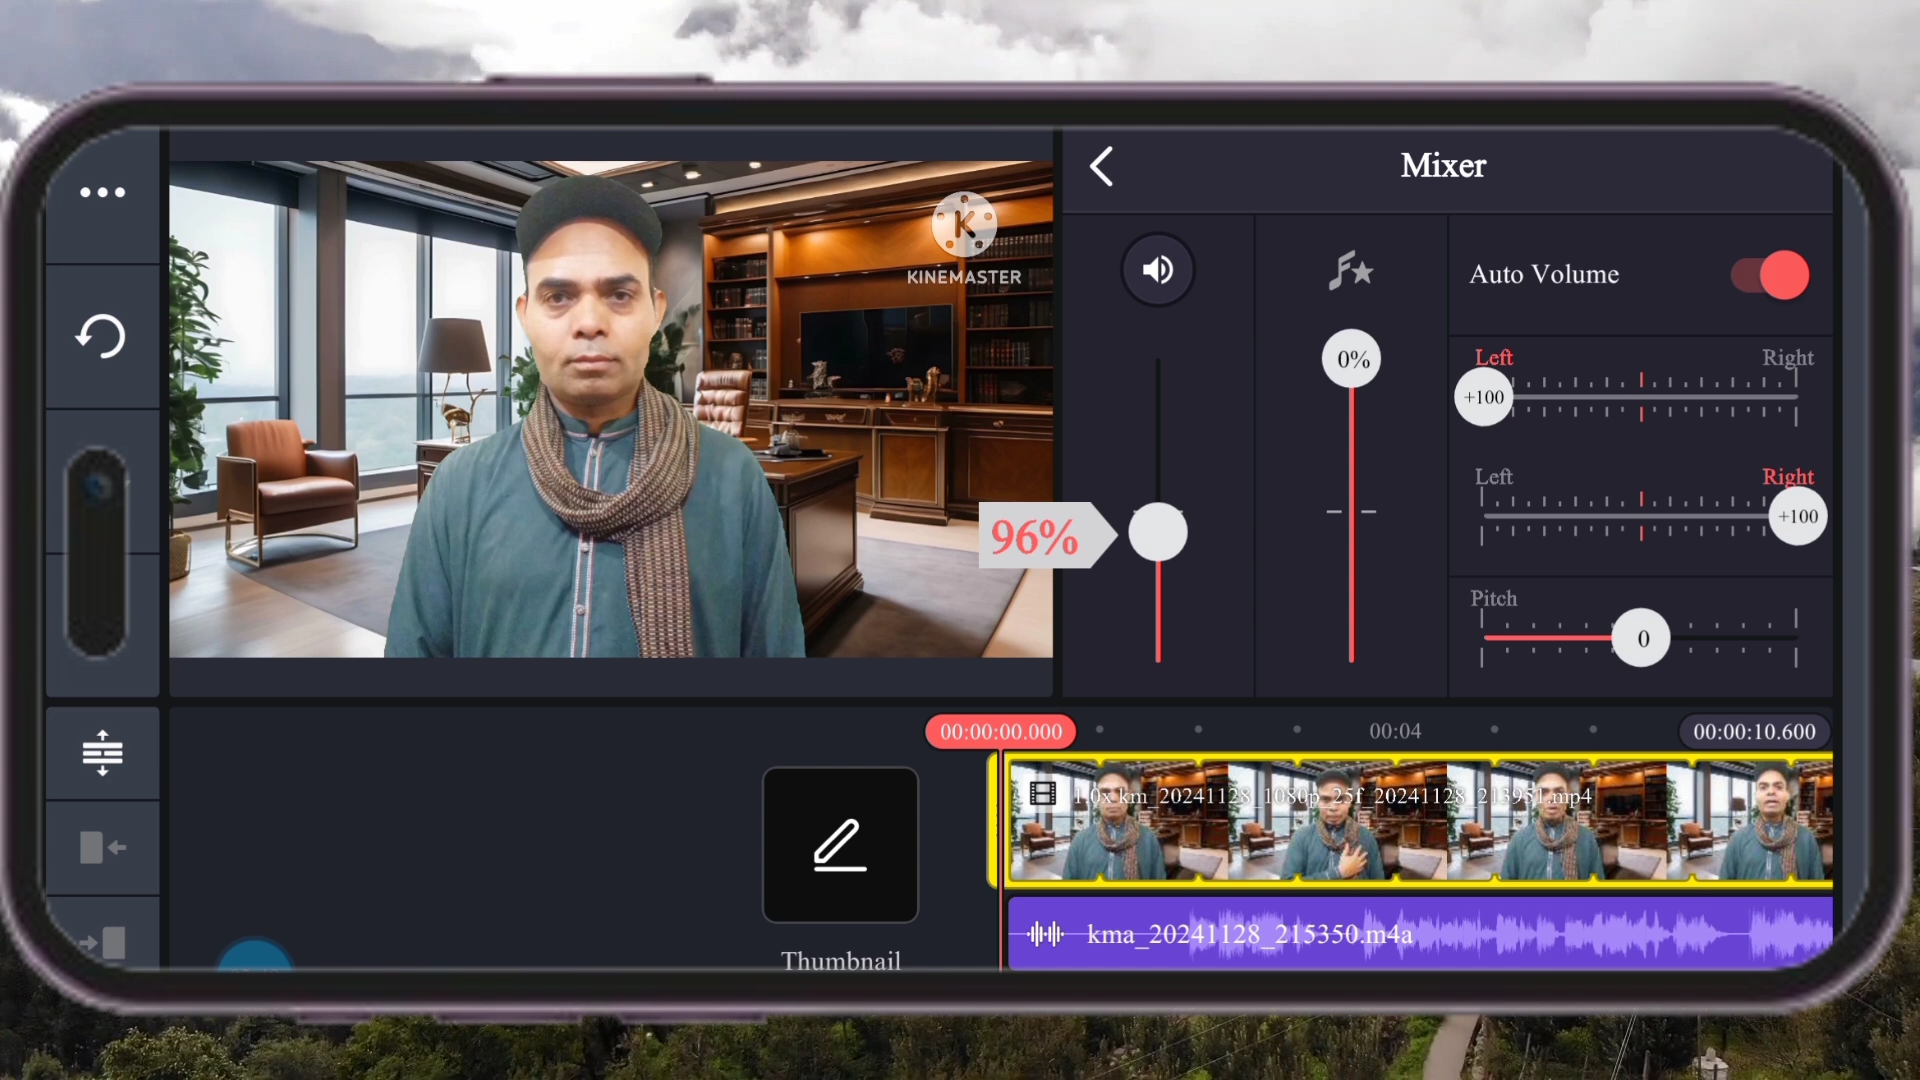 Mixer
K
KINEMASTER
Auto Volume
0%
Left Right
+100
96%
Left Right
+100
Pitch
0
00:00:00.000 00:04 00:00:10.600
1.0x km_20241128_1080p_25f_20241128_213951.mp4
kma_20241128_215350.m4a
Thumbnail